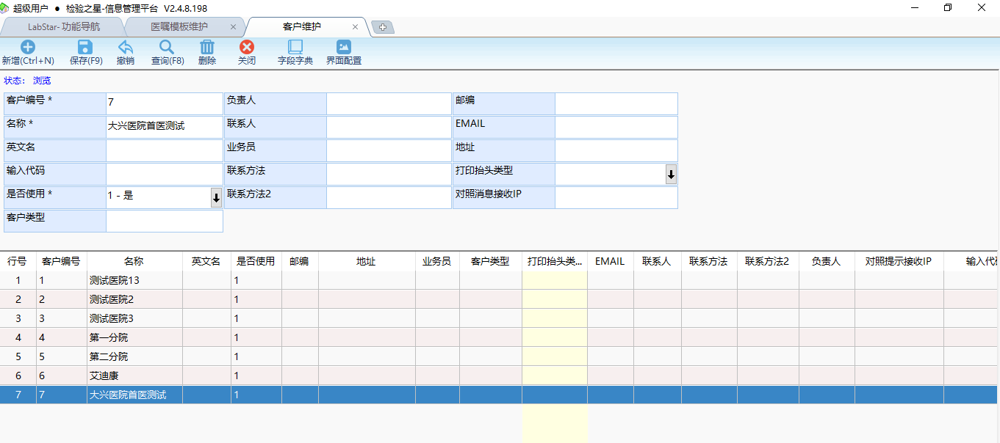 超级用户 ● 检验之星-信息管理平台 V2.4.8.198
LabStar- 功能导航 医嘱模板维护 客户维护
新增(Ctrl+N) 保存(F9) 撤销 查询(F8) 删除 关闭 字段字典 界面配置
状态： 浏览
客户编号 * 7 负责人 邮编
名称 * 大兴医院首医测试 联系人 EMAIL
英文名 业务员 地址
输入代码 联系方法 打印抬头类型
是否使用 * 1 - 是 联系方法2 对照消息接收IP
客户类型
行号 客户编号 名称 英文名 是否使用 邮编 地址 业务员 客户类型 打印抬头类... EMAIL 联系人 联系方法 联系方法2 负责人 对照提示接收IP 输入代
1 1 测试医院13 1
2 2 测试医院2 1
3 3 测试医院3 1
4 4 第一分院 1
5 5 第二分院 1
6 6 艾迪康 1
7 7 大兴医院首医测试 1